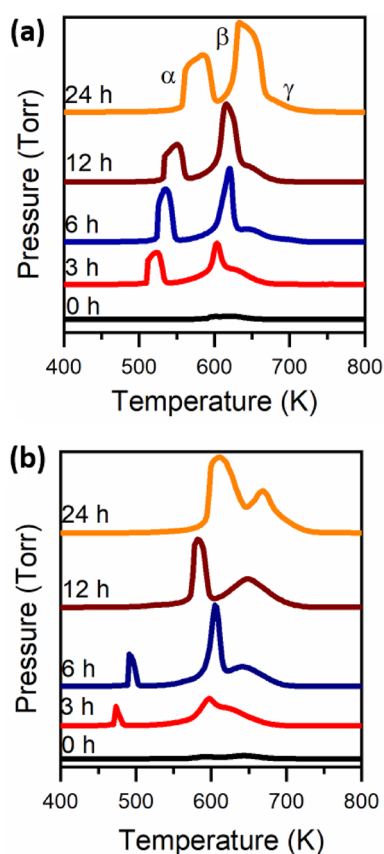 (a)
β
α
γ
24 h
12 h
6 h
3 h
0 h
Pressure (Torr)
400 500 600 700 800
Temperature (K)
(b)
24 h
12 h
6 h
3 h
0 h
Pressure (Torr)
400 500 600 700 800
Temperature (K)